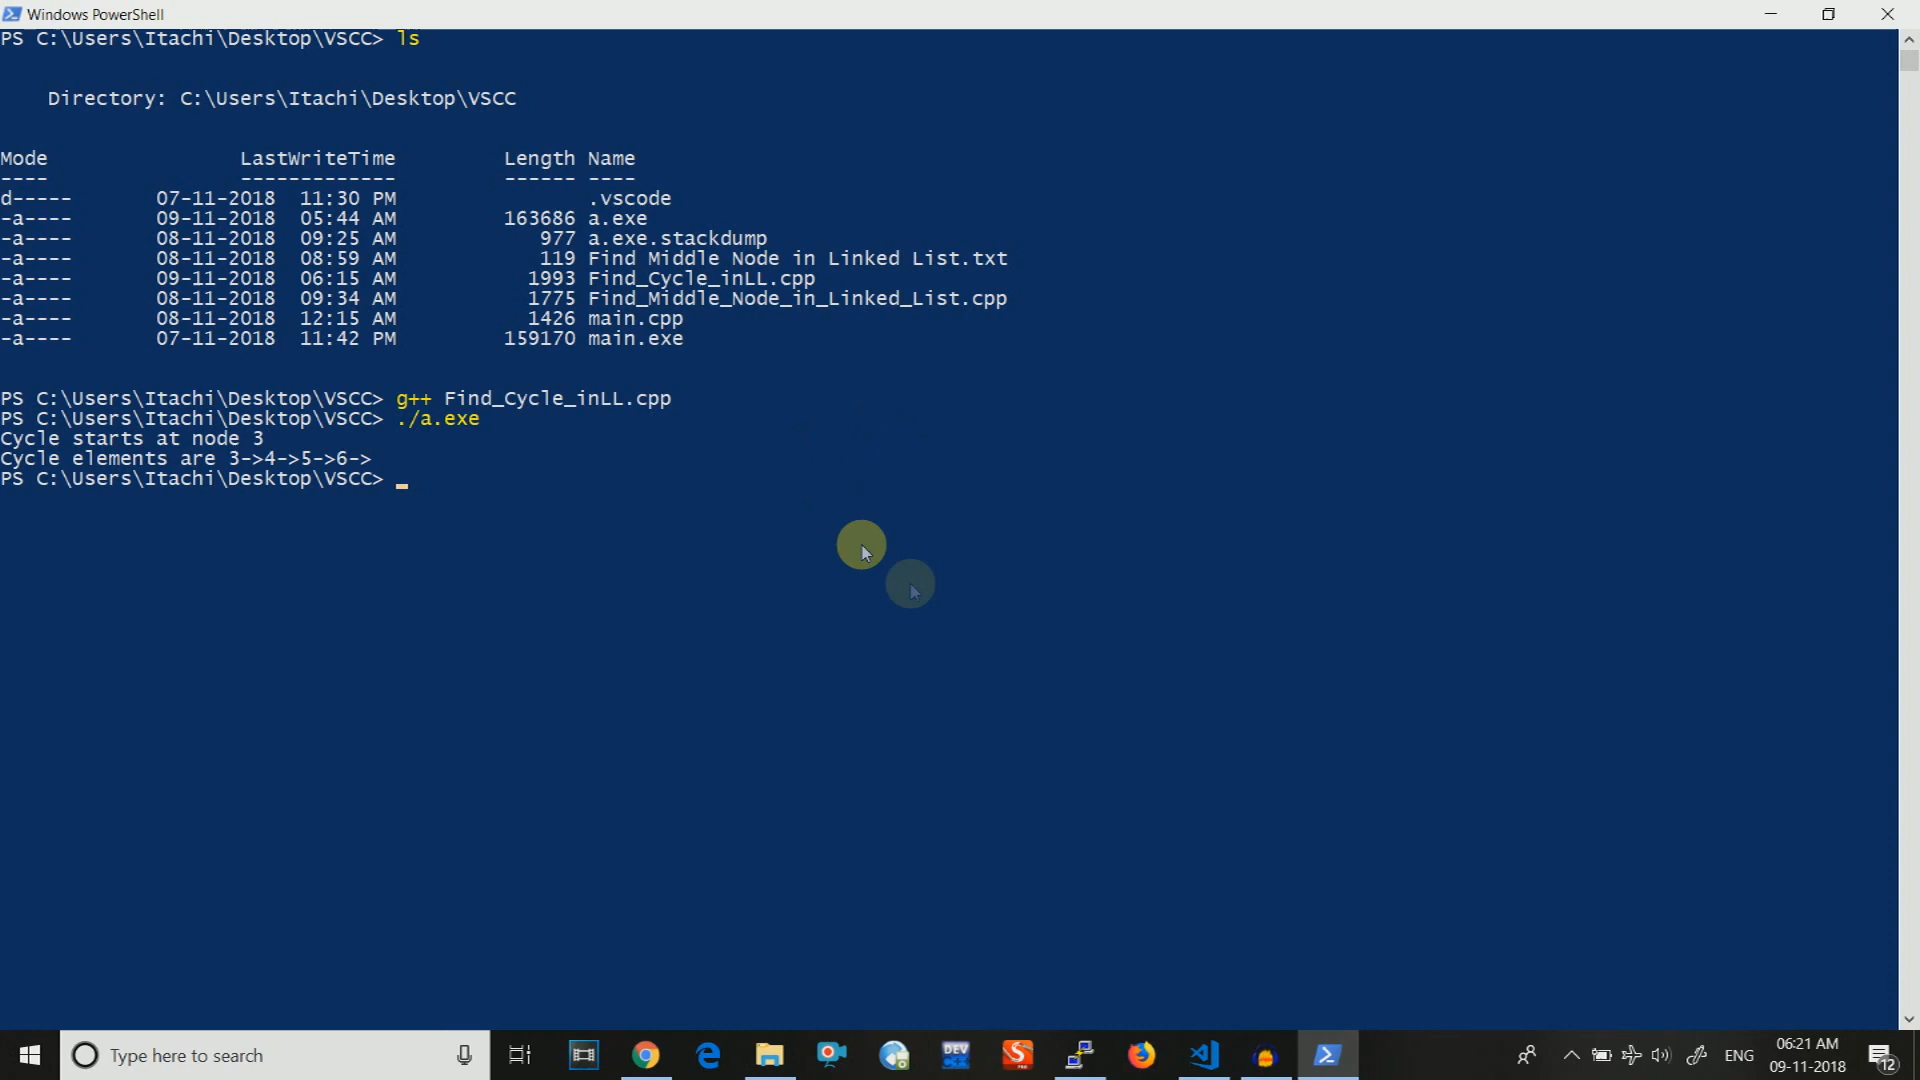 Windows PowerShell
PS C:\Users\Itachi\Desktop\VSCC> ls
Directory: C:\Users\Itachi\Desktop\VSCC
Mode LastWriteTime Length Name
---- ------------- ------ ----
d----- 07-11-2018 11:30 PM .vscode
-a---- 09-11-2018 05:44 AM 163686 a.exe
-a---- 08-11-2018 09:25 AM 977 a.exe.stackdump
-a---- 08-11-2018 08:59 AM 119 Find Middle Node in Linked List.txt
-a---- 09-11-2018 06:15 AM 1993 Find_Cycle_inLL.cpp
-a---- 08-11-2018 09:34 AM 1775 Find_Middle_Node_in_Linked_List.cpp
-a---- 08-11-2018 12:15 AM 1426 main.cpp
-a---- 07-11-2018 11:42 PM 159170 main.exe
PS C:\Users\Itachi\Desktop\VSCC> g++ Find_Cycle_inLL.cpp
PS C:\Users\Itachi\Desktop\VSCC> ./a.exe
Cycle starts at node 3
Cycle elements are 3->4->5->6->
PS C:\Users\Itachi\Desktop\VSCC> _
Type here to search
DEV
C++
ENG
06:21 AM
09-11-2018
12